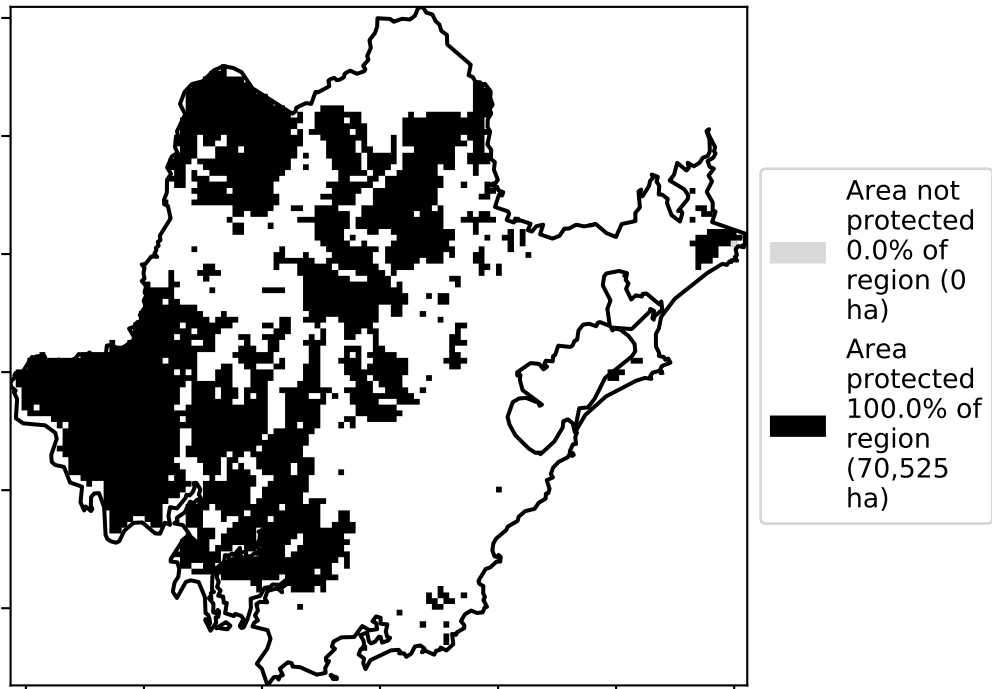 Area not
protected
0.0% of
region (0
ha)
Area
protected
100.0% of
region
(70,525
ha)